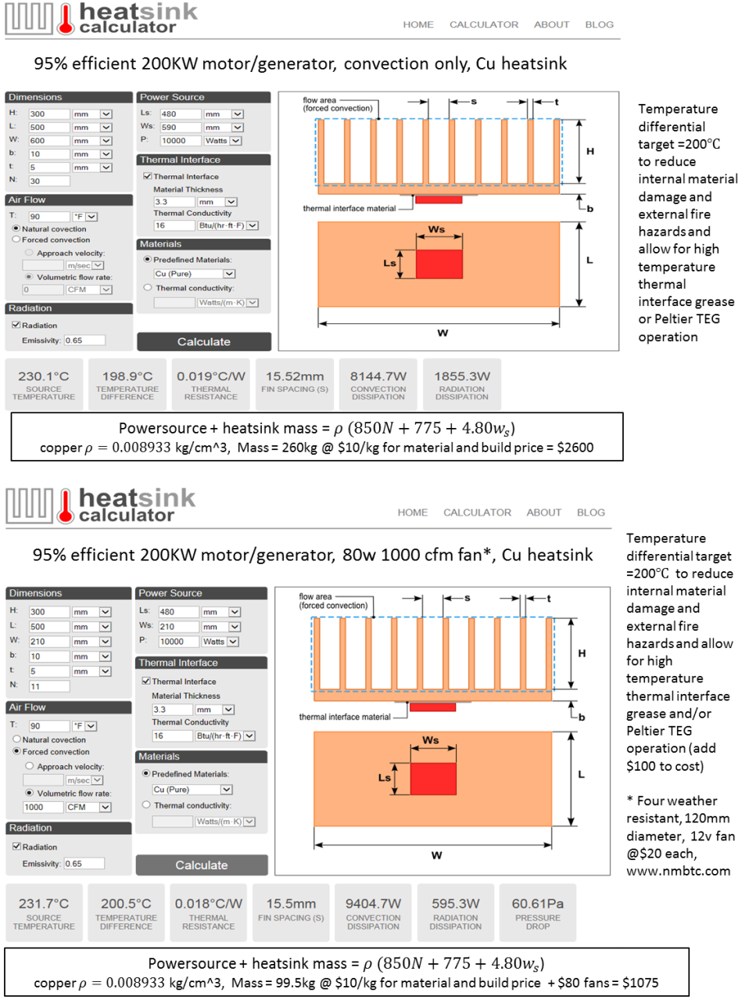 heatsink
calculator
HOME CALCULATOR ABOUT BLOG
95% efficient 200KW motor/generator, convection only, Cu heatsink
Dimensions
H: 300 mm
L: 500 mm
W: 600 mm
b: 10 mm
t: 5 mm
N: 30
Air Flow
T: 90 °F
Natural covection
Forced convection
Approach velocity:
m/sec
Volumetric flow rate:
0 CFM
Radiation
Radiation
Emissivity: 0.65
Power Source
Ls: 480 mm
Ws: 590 mm
P: 10000 Watts
Thermal Interface
Thermal Interface
Material Thickness
3.3 mm
Thermal Conductivity
16 Btu/(hr·ft·F)
Materials
Predefined Materials:
Cu (Pure)
Thermal conductivity:
Watts/(m·K)
Calculate
flow area
(forced convection)
s
t
H
b
thermal interface material
Ws
Ls
L
W
Temperature
differential
target =200℃
to reduce
internal material
damage and
external fire
hazards and
allow for high
temperature
thermal
interface grease
or Peltier TEG
operation
230.1°C
SOURCE
TEMPERATURE
198.9°C
TEMPERATURE
DIFFERENCE
0.019°C/W
THERMAL
RESISTANCE
15.52mm
FIN SPACING (S)
8144.7W
CONVECTION
DISSIPATION
1855.3W
RADIATION
DISSIPATION
Powersource + heatsink mass = ρ (850N + 775 + 4.80wₛ)
copper ρ = 0.008933 kg/cm^3, Mass = 260kg @ $10/kg for material and build price = $2600
heatsink
calculator
HOME CALCULATOR ABOUT BLOG
95% efficient 200KW motor/generator, 80w 1000 cfm fan*, Cu heatsink
Dimensions
H: 300 mm
L: 500 mm
W: 210 mm
b: 10 mm
t: 5 mm
N: 11
Air Flow
T: 90 °F
Natural covection
Forced convection
Approach velocity:
m/sec
Volumetric flow rate:
1000 CFM
Radiation
Radiation
Emissivity: 0.65
Power Source
Ls: 480 mm
Ws: 210 mm
P: 10000 Watts
Thermal Interface
Thermal Interface
Material Thickness
3.3 mm
Thermal Conductivity
16 Btu/(hr·ft·F)
Materials
Predefined Materials:
Cu (Pure)
Thermal conductivity:
Watts/(m·K)
Calculate
flow area
(forced convection)
s
t
H
b
thermal interface material
Ws
Ls
L
W
Temperature
differential target
=200℃ to reduce
internal material
damage and
external fire
hazards and allow
for high
temperature
thermal interface
grease and/or
Peltier TEG
operation (add
$100 to cost)
* Four weather
resistant, 120mm
diameter, 12v fan
@$20 each,
www.nmbtc.com
231.7°C
SOURCE
TEMPERATURE
200.5°C
TEMPERATURE
DIFFERENCE
0.018°C/W
THERMAL
RESISTANCE
15.5mm
FIN SPACING (S)
9404.7W
CONVECTION
DISSIPATION
595.3W
RADIATION
DISSIPATION
60.61Pa
PRESSURE
DROP
Powersource + heatsink mass = ρ (850N + 775 + 4.80wₛ)
copper ρ = 0.008933 kg/cm^3, Mass = 99.5kg @ $10/kg for material and build price + $80 fans = $1075